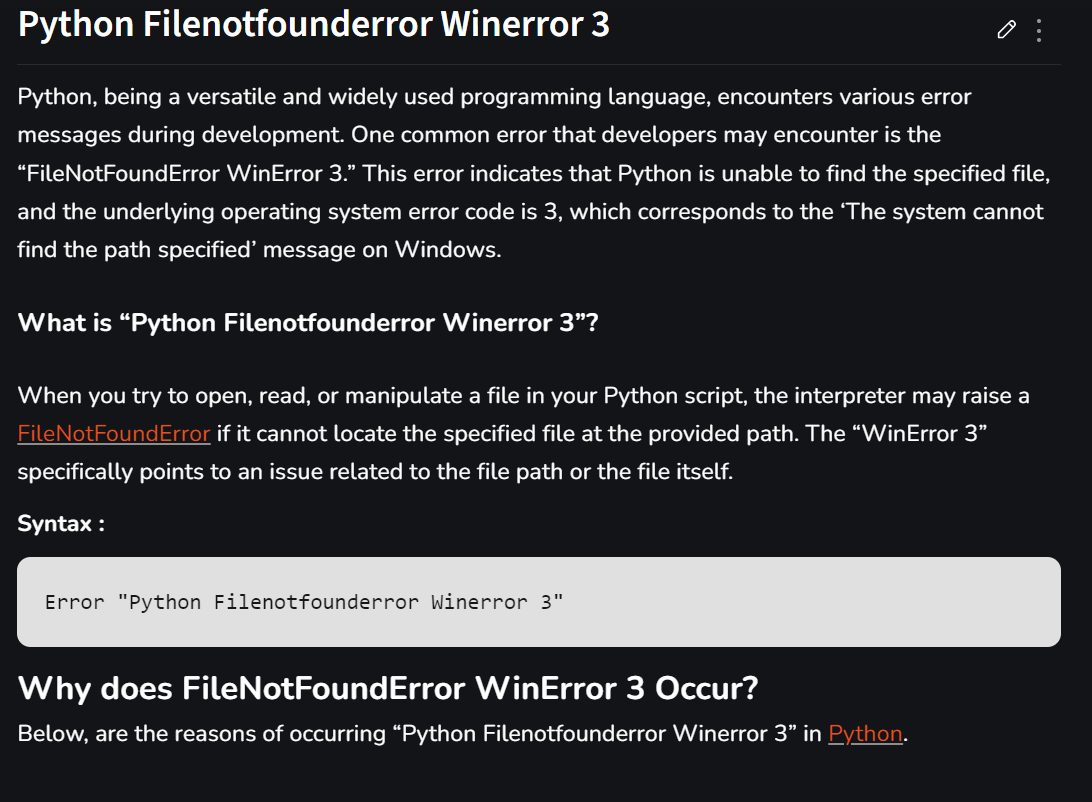 Python Filenotfounderror Winerror 3
Python, being a versatile and widely used programming language, encounters various error
messages during development. One common error that developers may encounter is the
“FileNotFoundError WinError 3.” This error indicates that Python is unable to find the specified file,
and the underlying operating system error code is 3, which corresponds to the ‘The system cannot
find the path specified’ message on Windows.
What is “Python Filenotfounderror Winerror 3”?
When you try to open, read, or manipulate a file in your Python script, the interpreter may raise a
FileNotFoundError if it cannot locate the specified file at the provided path. The “WinError 3”
specifically points to an issue related to the file path or the file itself.
Syntax :
Error "Python Filenotfounderror Winerror 3"
Why does FileNotFoundError WinError 3 Occur?
Below, are the reasons of occurring “Python Filenotfounderror Winerror 3” in Python.